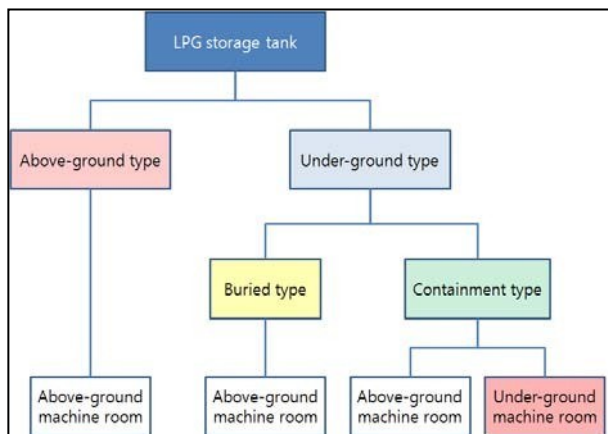 LPG storage tank
Above-ground type
Under-ground type
Buried type
Containment type
Above-ground
machine room
Above-ground
machine room
Above-ground
machine room
Under-ground
machine room